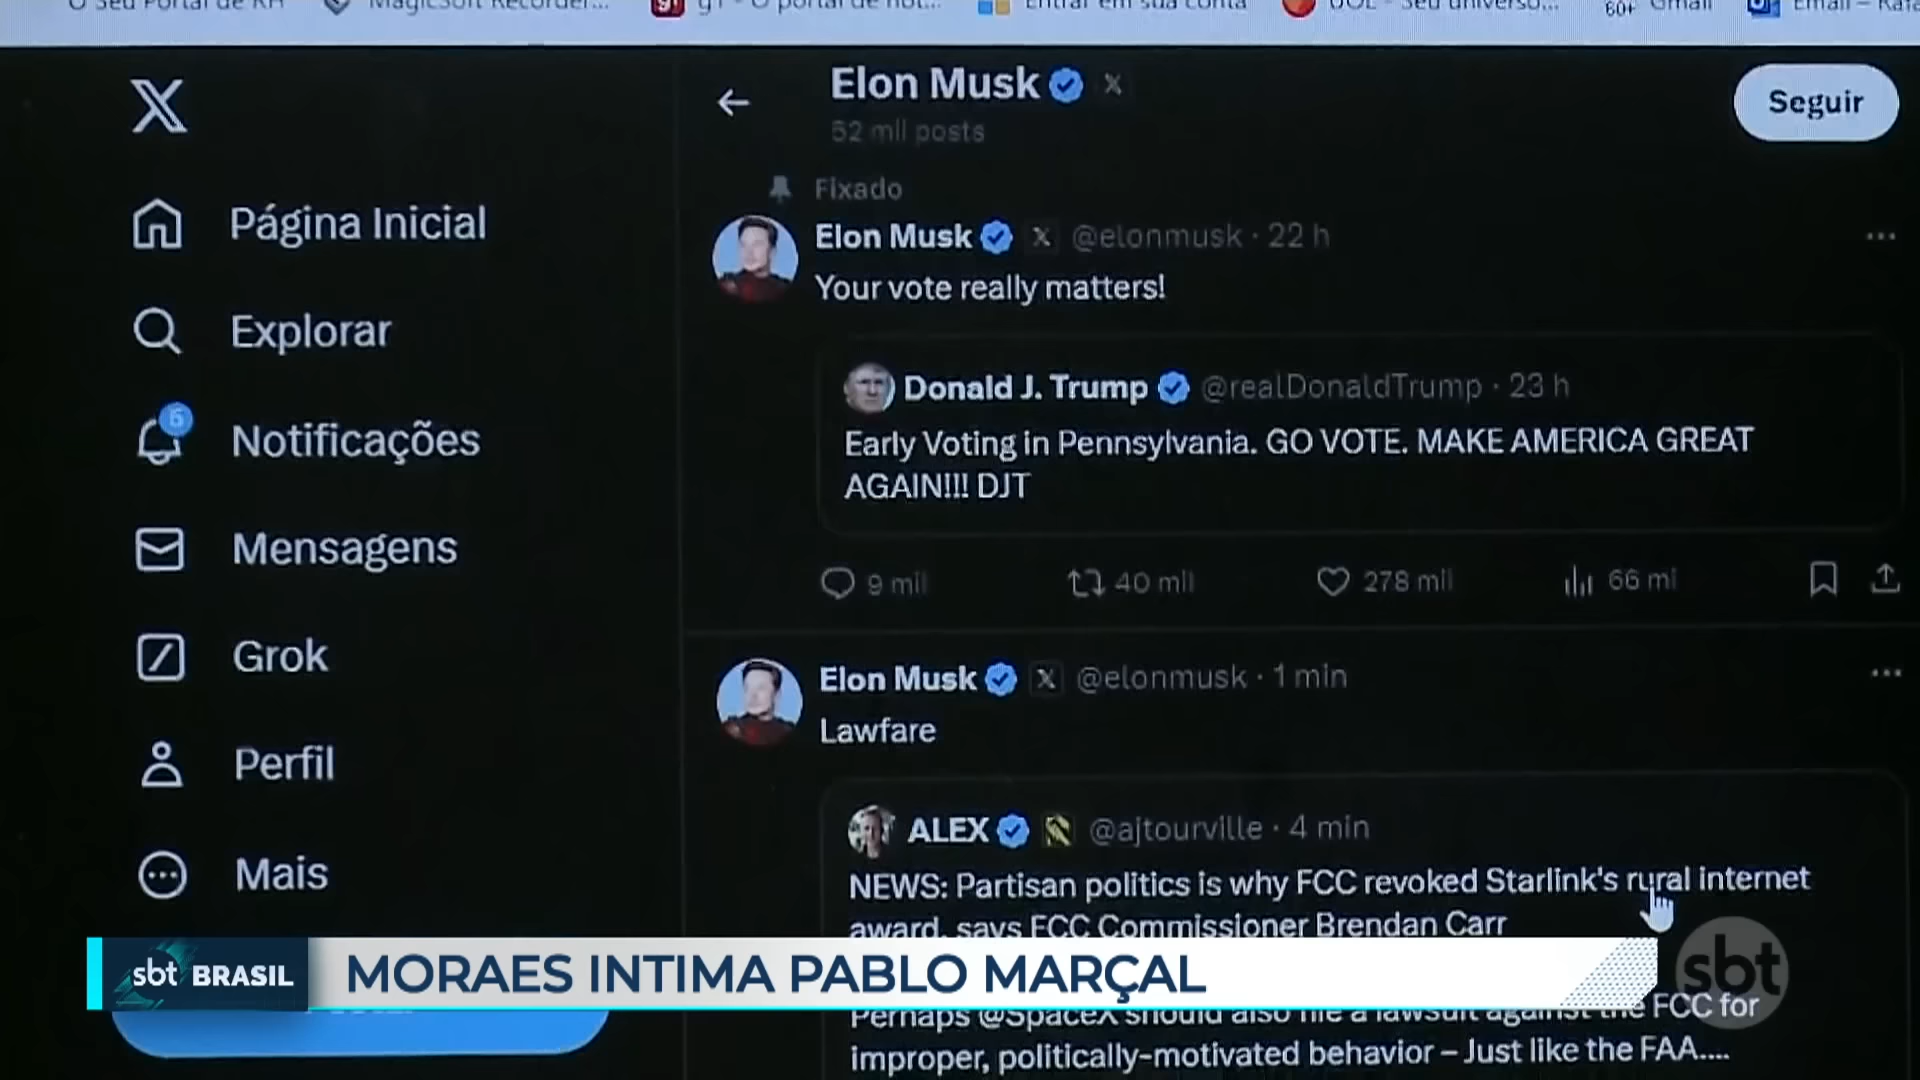 O Seu Portal de RH
MagicSoft Recorder...
g1 - O portal de not...
Entrar em sua conta
UOL - Seu universo...
60+ Gmail
Email –
Elon Musk
52 mil posts
Seguir
Fixado
Elon Musk @elonmusk · 22 h
Your vote really matters!
Donald J. Trump @realDonaldTrump · 23 h
Early Voting in Pennsylvania. GO VOTE. MAKE AMERICA GREAT
AGAIN!!! DJT
9 mil 40 mil 278 mil 66 mi
Página Inicial
Explorar
6
Notificações
Mensagens
Grok
Perfil
Mais
Elon Musk @elonmusk · 1 min
Lawfare
ALEX @ajtourville · 4 min
NEWS: Partisan politics is why FCC revoked Starlink's rural internet
award, says FCC Commissioner Brendan Carr
Perhaps @SpaceX should also file a lawsuit against the FCC for
improper, politically-motivated behavior – Just like the FAA....
sbt BRASIL
MORAES INTIMA PABLO MARÇAL
sbt